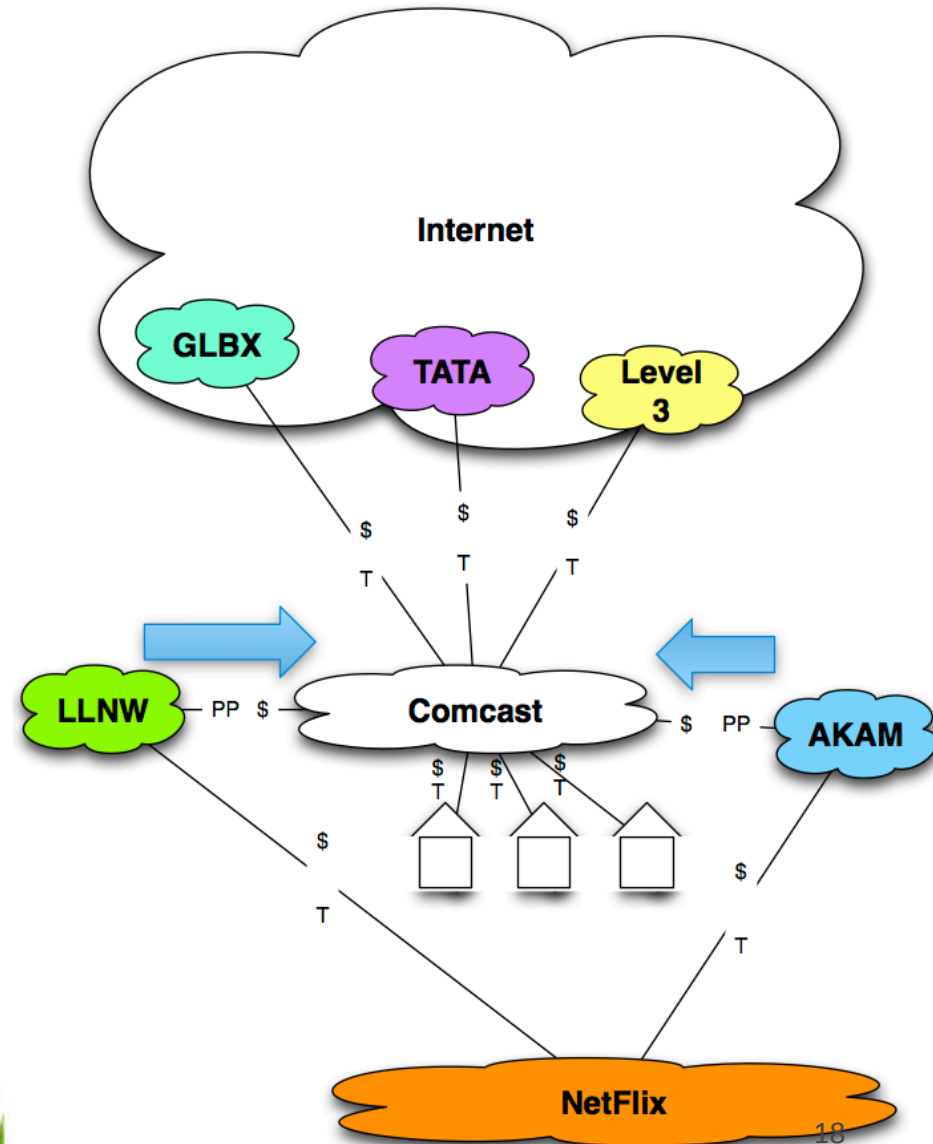 Internet
GLBX
TATA
Level
3
$
$
$
T
T
T
LLNW
PP $
Comcast
$ PP
AKAM
$ $ $
T T T
$
$
T
T
NetFlix
18